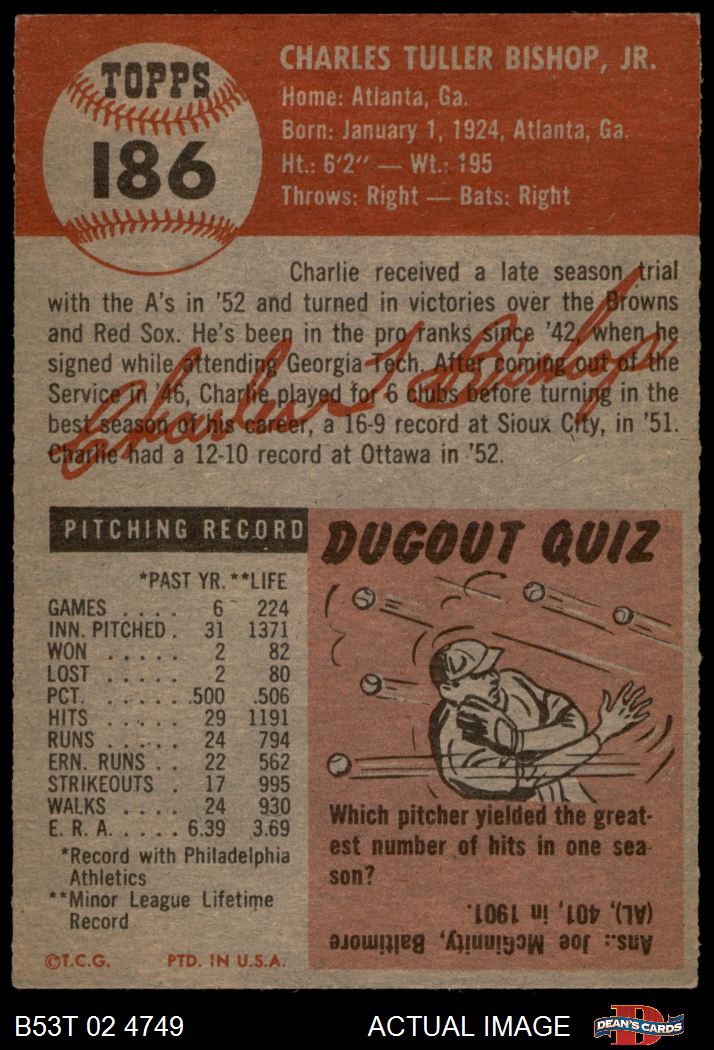 TOPPS
186
CHARLES TULLER BISHOP, JR.
Home: Atlanta, Ga.
Born: January 1, 1924, Atlanta, Ga.
Ht.: 6'2" — Wt.: 195
Throws: Right — Bats: Right
Charlie received a late season trial
with the A's in '52 and turned in victories over the Browns
and Red Sox. He's been in the pro ranks since '42, when he
signed while attending Georgia Tech. After coming out of the
Service in '46, Charlie played for 6 clubs before turning in the
best season of his career, a 16-9 record at Sioux City, in '51.
Charlie had a 12-10 record at Ottawa in '52.
Charles T Bishop
PITCHING RECORD
*PAST YR. **LIFE
GAMES .... 6 224
INN. PITCHED . 31 1371
WON ..... 2 82
LOST ..... 2 80
PCT. ...... .500 .506
HITS ..... 29 1191
RUNS ..... 24 794
ERN. RUNS .. 22 562
STRIKEOUTS . 17 995
WALKS .... 24 930
E. R. A. .... 6.39 3.69
*Record with Philadelphia
Athletics
**Minor League Lifetime
Record
©T.C.G. PTD. IN U.S.A.
DUGOUT QUIZ
Which pitcher yielded the great-
est number of hits in one sea-
son?
Ans.: Joe McGinnity, Baltimore
(AL), 401, in 1901.
B53T 02 4749
ACTUAL IMAGE
D
DEAN'S CARDS